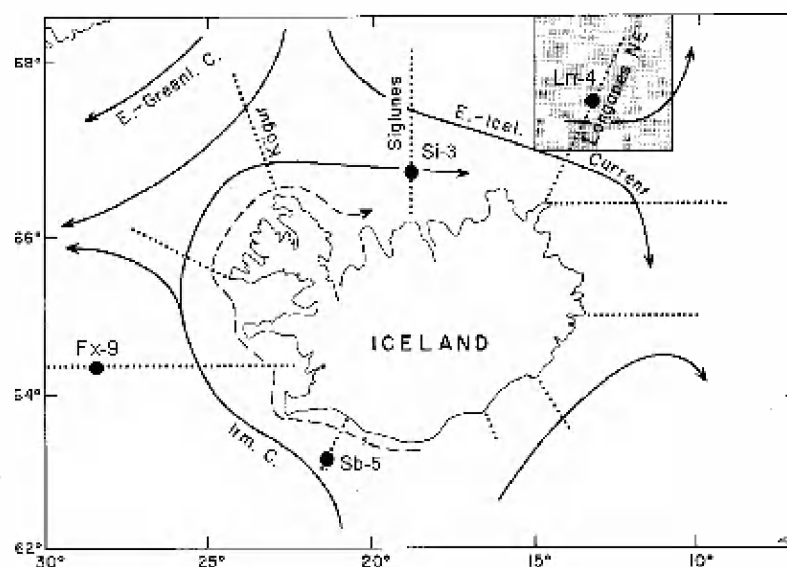 68°
66°
64°
62°
30°
25°
20°
15°
10°
E.-Greenl. C.
Kogur
Siglunes
Si-3
E.-Icel.
Current
Ln-4
Langanes NE
ICELAND
Fx-9
Irm. C.
Sb-5